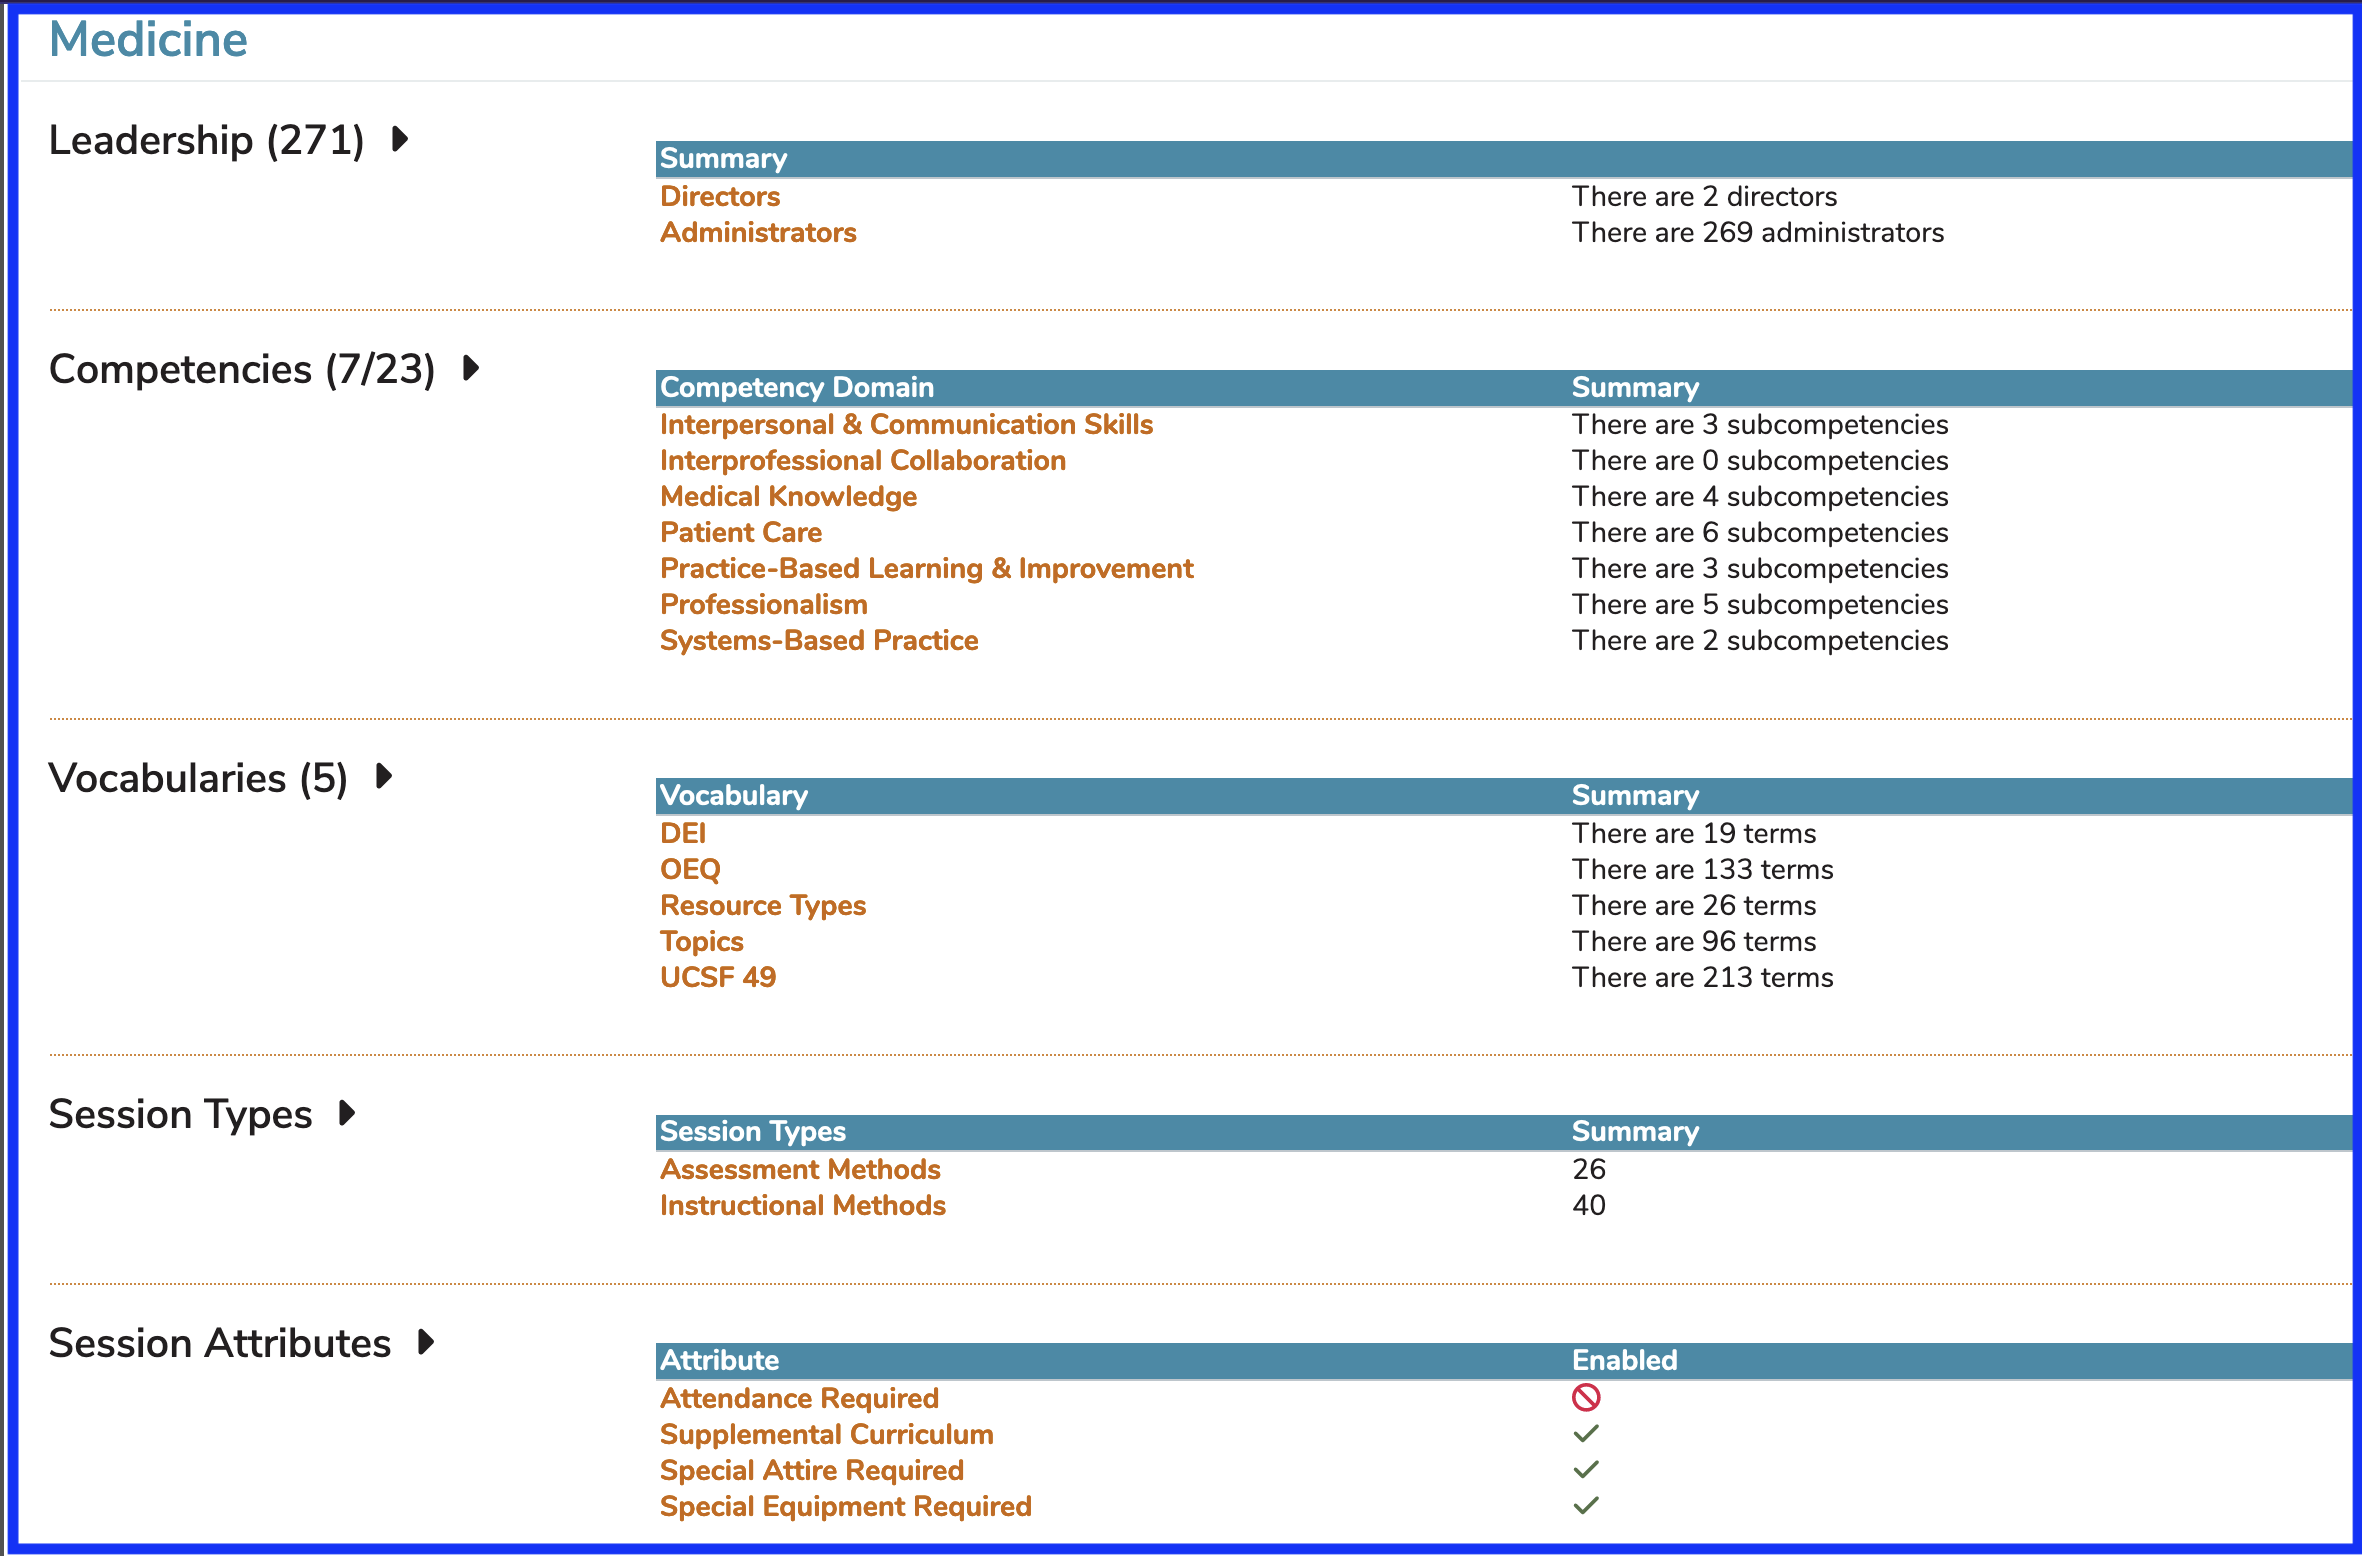 Medicine
Leadership (271)
Summary
Directors There are 2 directors
Administrators There are 269 administrators
Competencies (7/23)
Competency Domain Summary
Interpersonal & Communication Skills There are 3 subcompetencies
Interprofessional Collaboration There are 0 subcompetencies
Medical Knowledge There are 4 subcompetencies
Patient Care There are 6 subcompetencies
Practice-Based Learning & Improvement There are 3 subcompetencies
Professionalism There are 5 subcompetencies
Systems-Based Practice There are 2 subcompetencies
Vocabularies (5)
Vocabulary Summary
DEI There are 19 terms
OEQ There are 133 terms
Resource Types There are 26 terms
Topics There are 96 terms
UCSF 49 There are 213 terms
Session Types
Session Types Summary
Assessment Methods 26
Instructional Methods 40
Session Attributes
Attribute Enabled
Attendance Required
Supplemental Curriculum
Special Attire Required
Special Equipment Required